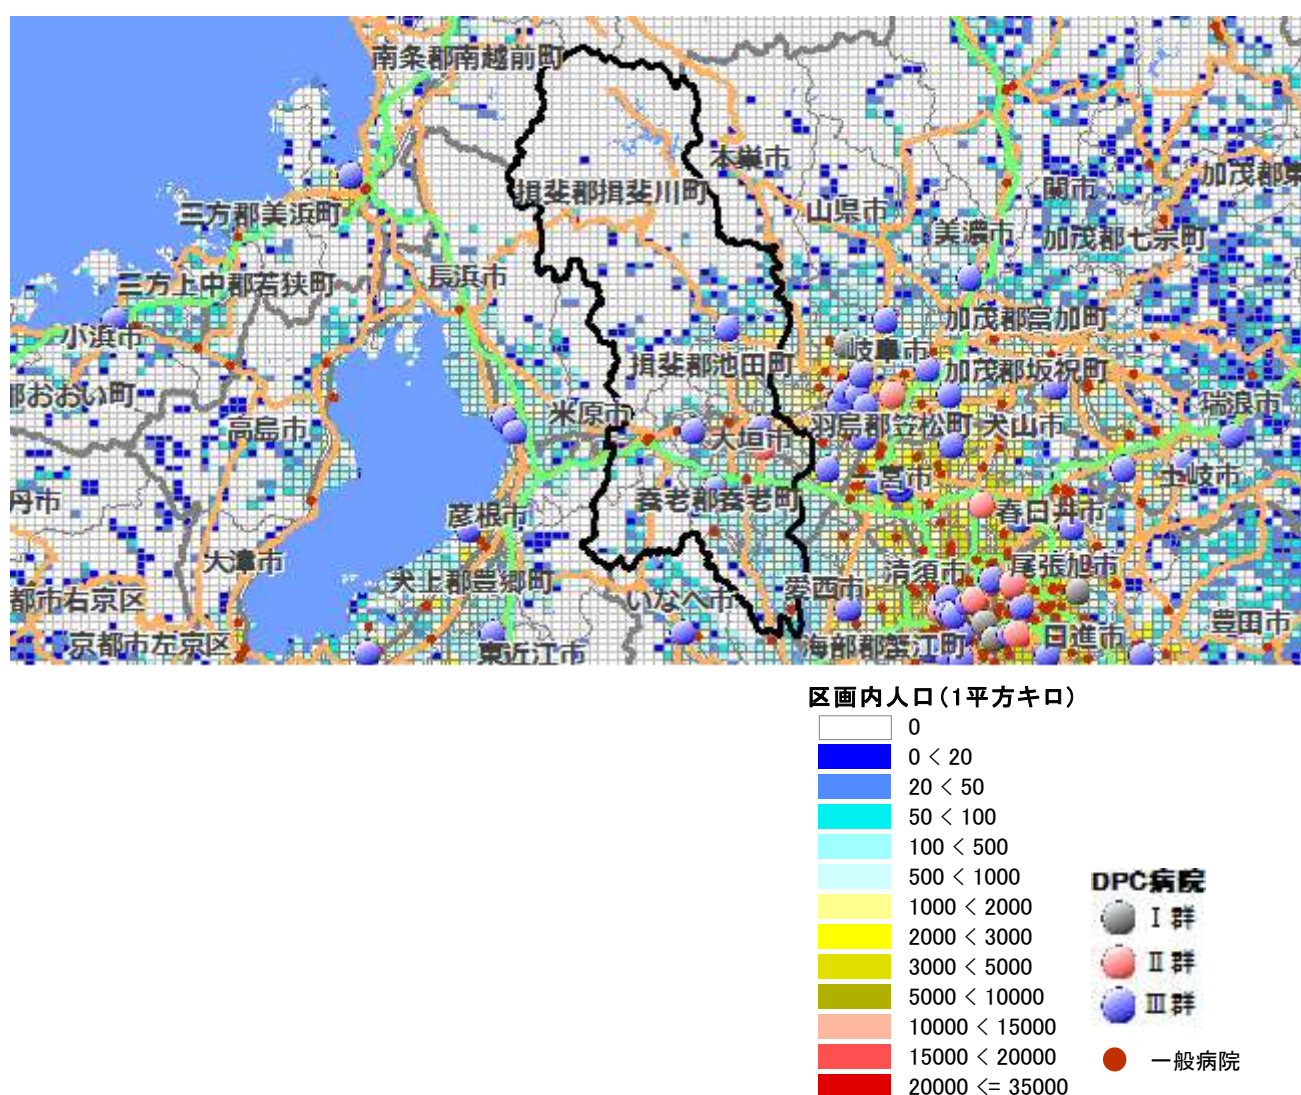 南条郡南越前町
本巣市
加茂郡東
揖斐郡揖斐川町
関市
三方郡美浜町
山県市
美濃市
加茂郡七宗町
長浜市
三方上中郡若狭町
小浜市
加茂郡富加町
岐阜市
揖斐郡池田町
加茂郡坂祝町
郡おおい町
瑞浪市
米原市
高島市
大垣市
羽島郡笠松町
犬山市
一宮市
土岐市
丹市
養老郡養老町
彦根市
春日井市
大津市
犬上郡豊郷町
清須市
尾張旭市
愛西市
都市右京区
いなべ市
豊田市
京都市左京区
東近江市
海部郡蟹江町
日進市
区画内人口(1平方キロ)
0
0 < 20
20 < 50
50 < 100
100 < 500
500 < 1000
1000 < 2000
2000 < 3000
3000 < 5000
5000 < 10000
10000 < 15000
15000 < 20000
20000 <= 35000
DPC病院
Ⅰ群
Ⅱ群
Ⅲ群
一般病院